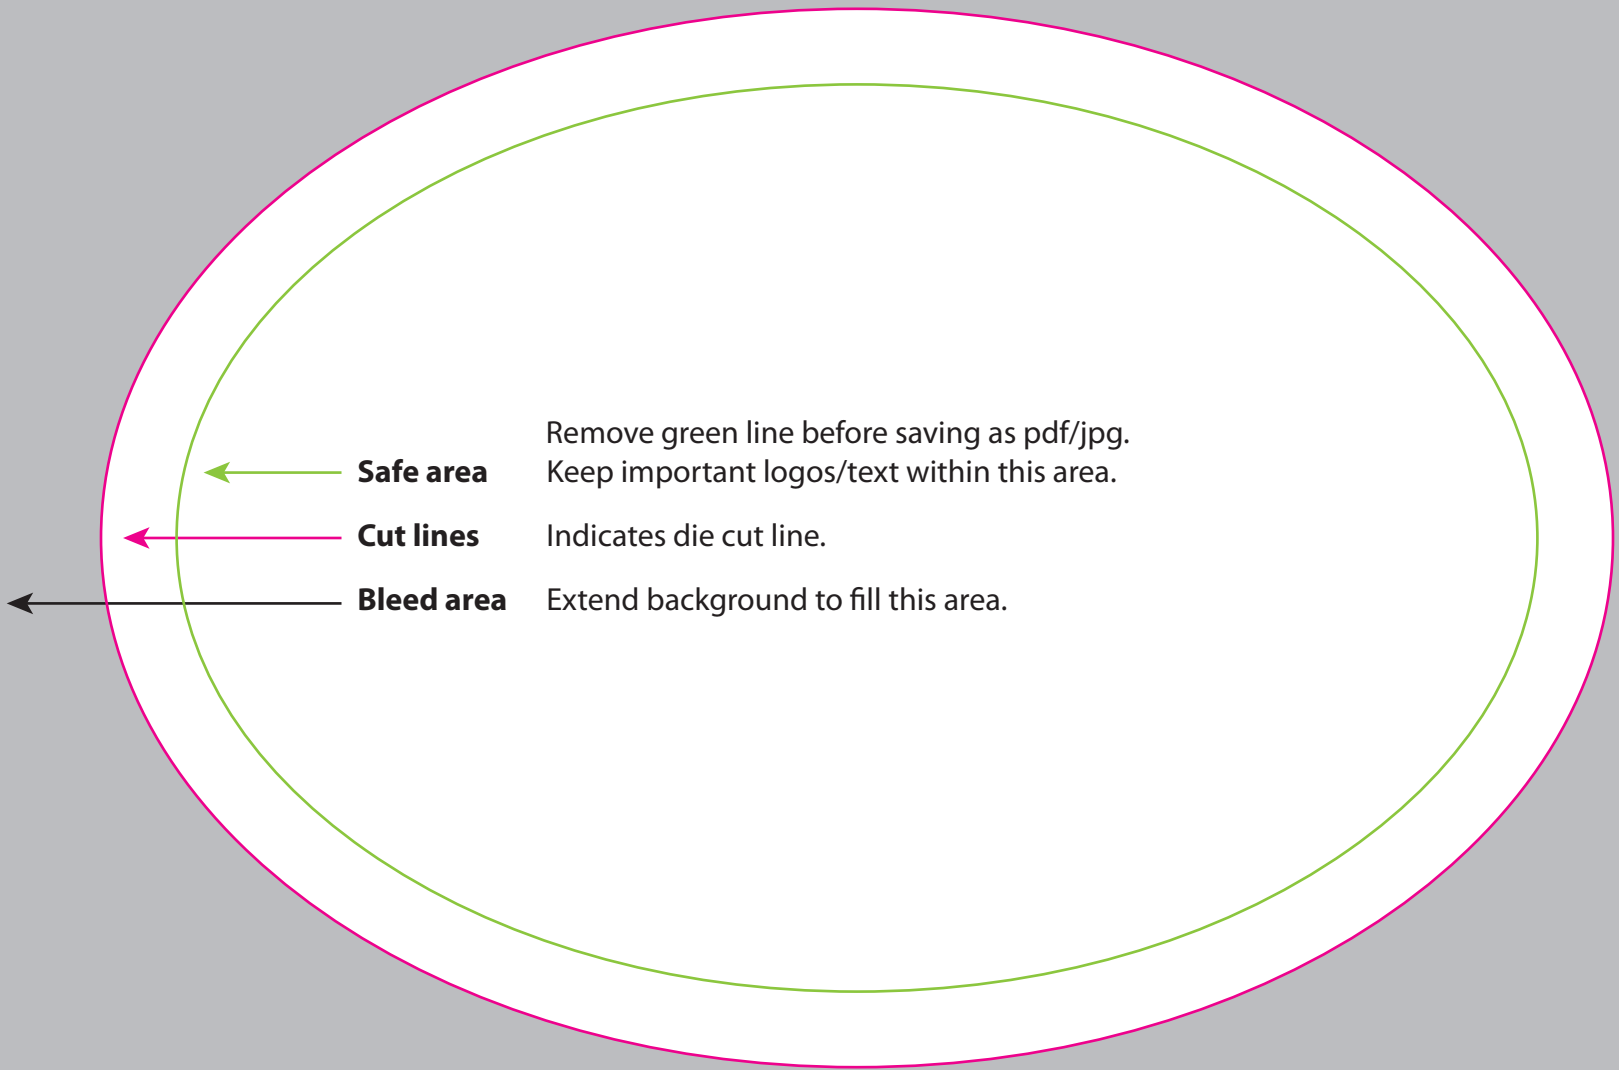 Remove green line before saving as pdf/jpg.
Safe area Keep important logos/text within this area.
Cut lines Indicates die cut line.
Bleed area Extend background to fill this area.